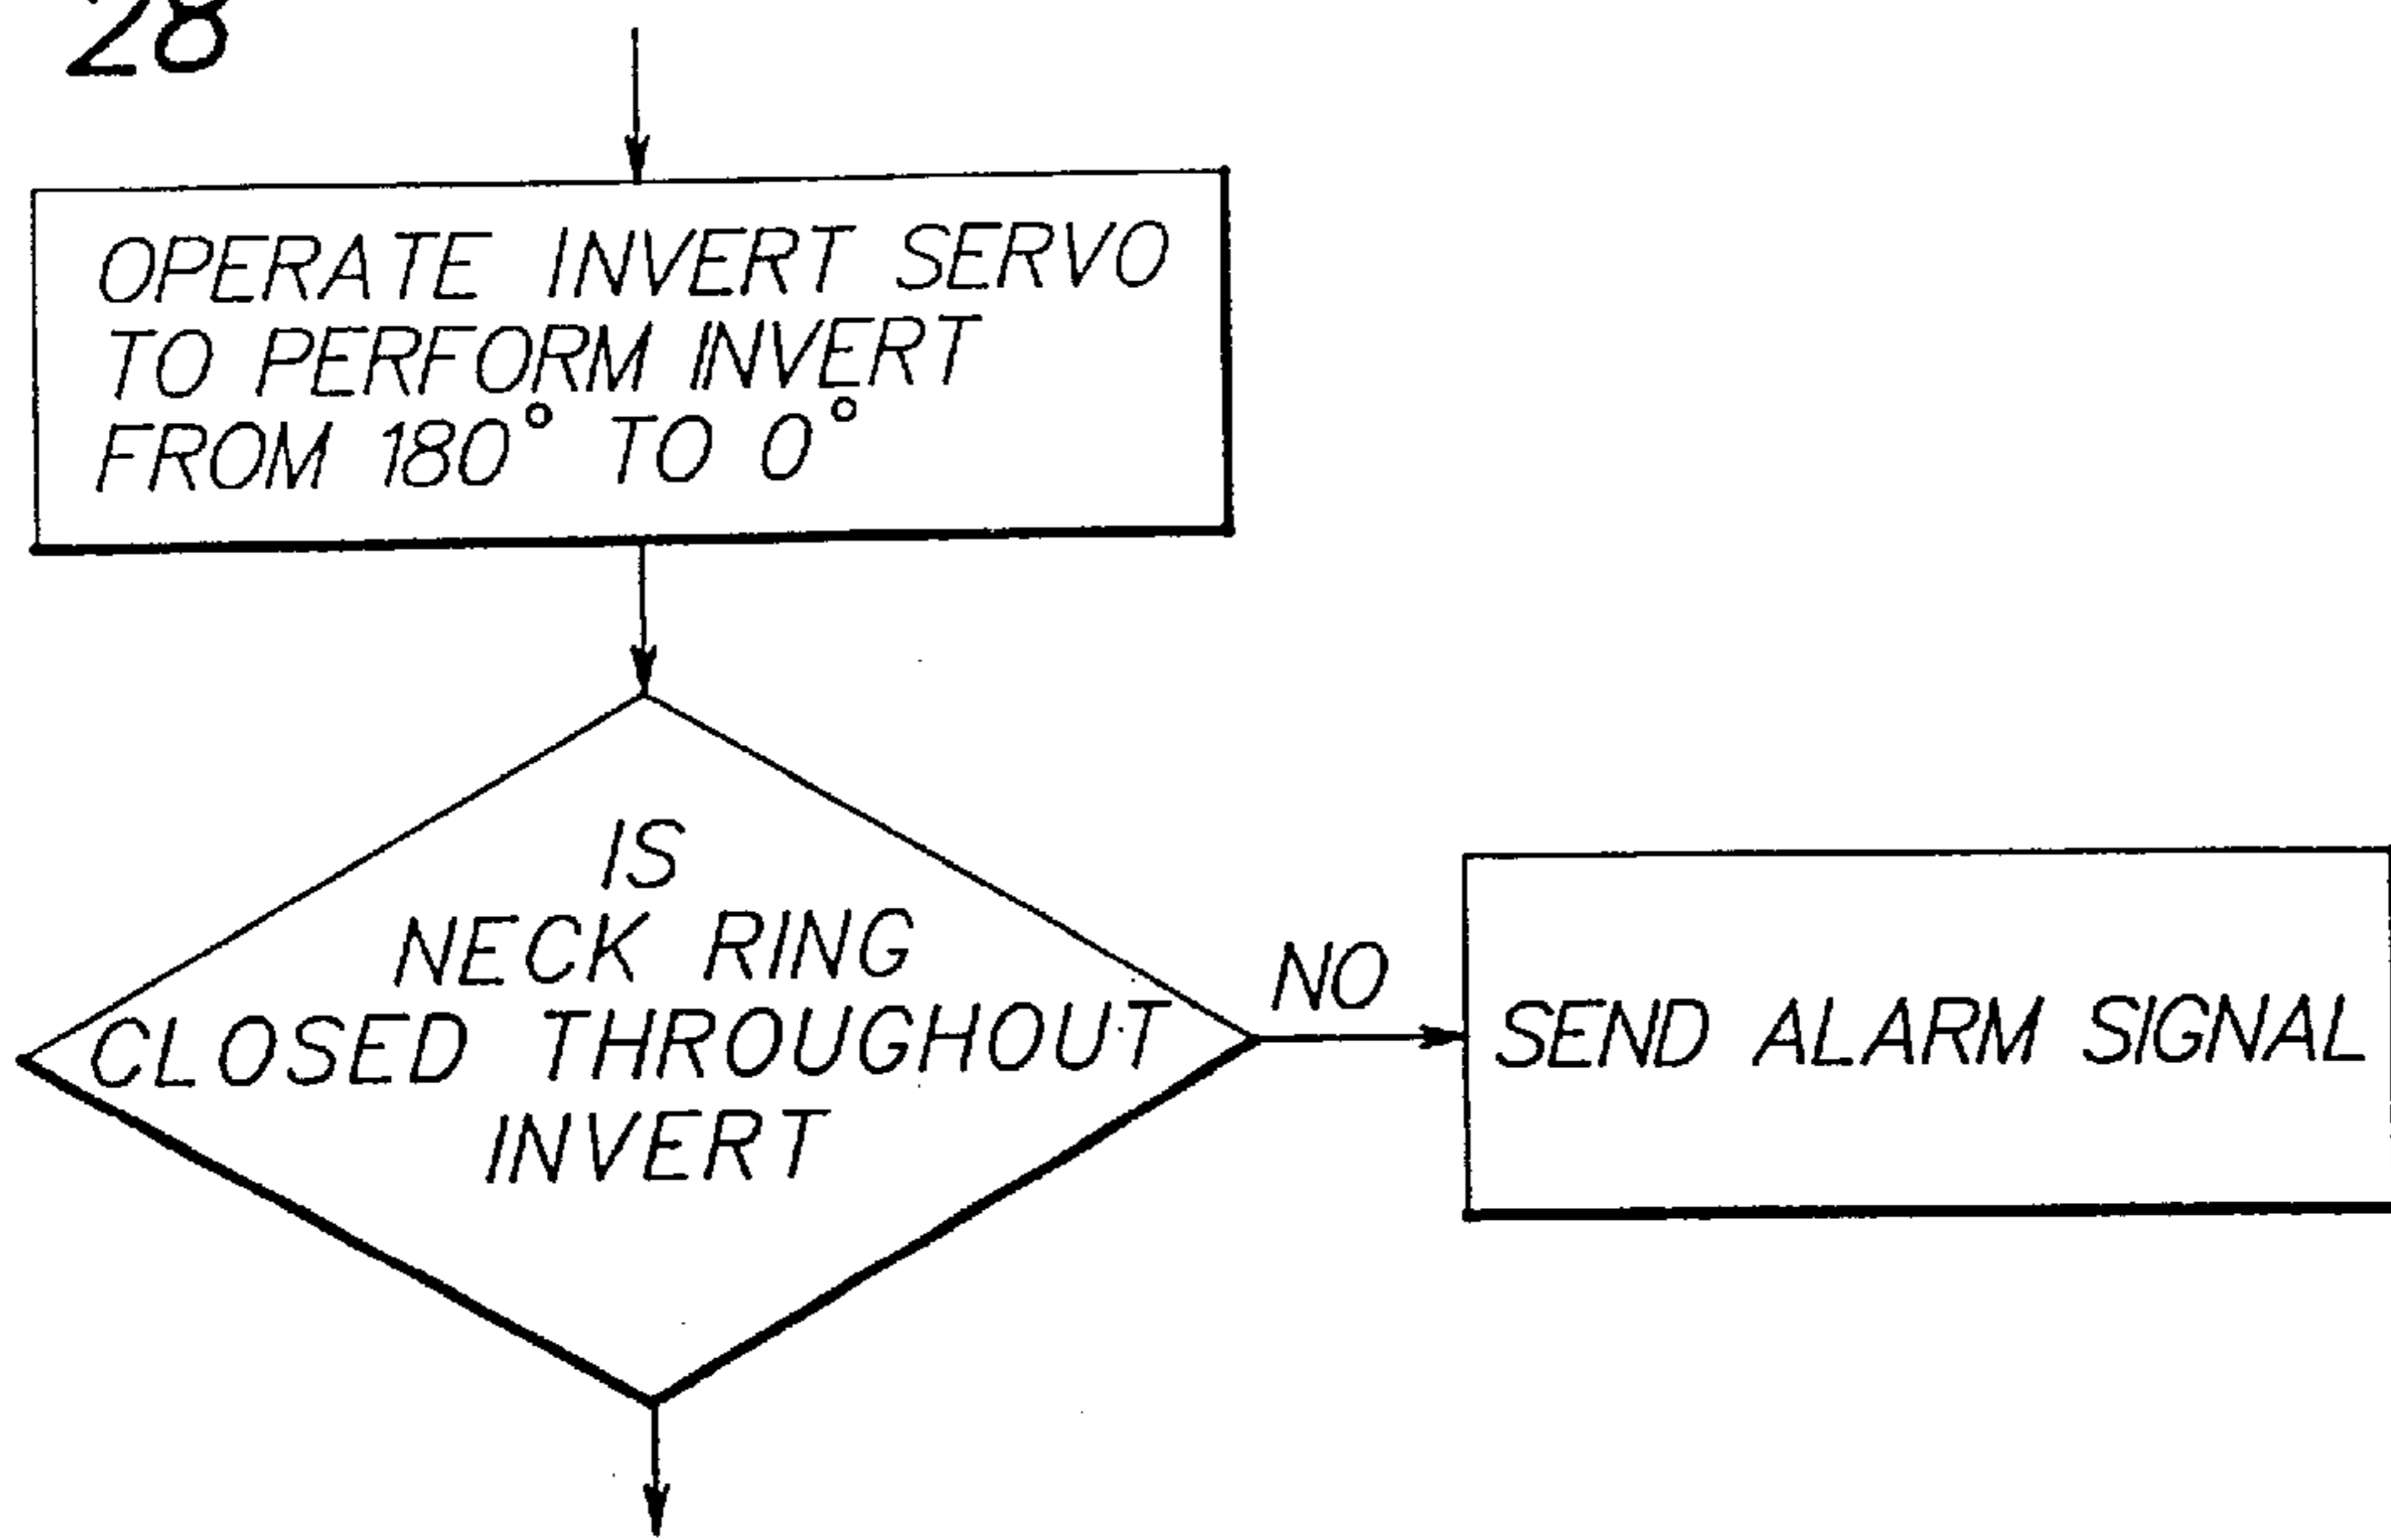 28
OPERATE INVERT SERVO
TO PERFORM INVERT
FROM 180° TO 0°
IS
NECK RING
CLOSED THROUGHOUT
INVERT
NO
SEND ALARM SIGNAL